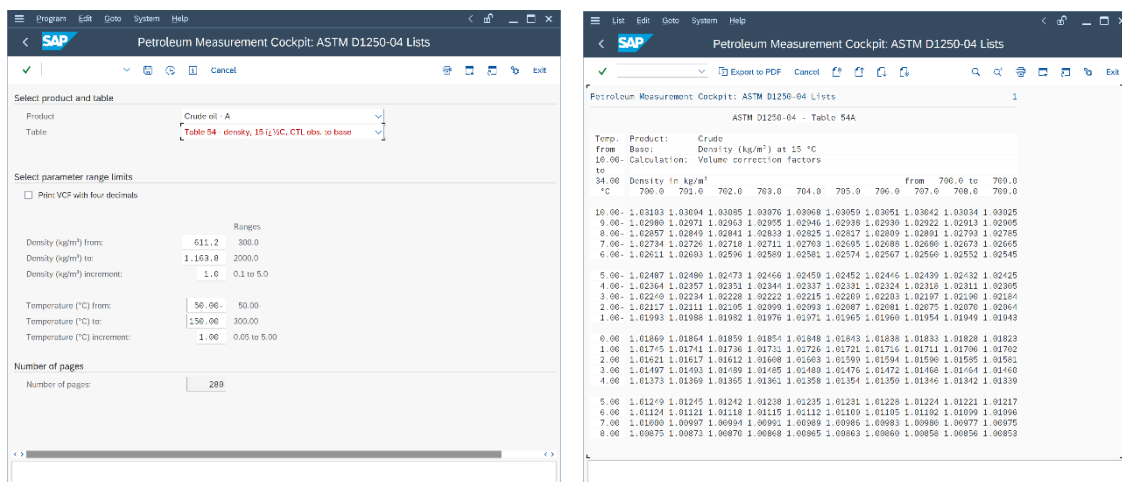 Program Edit Goto System Help
SAP
Petroleum Measurement Cockpit: ASTM D1250-04 Lists
Cancel
Exit
Select product and table
Product Crude oil - A
Table Table 54 - density, 15 ï¿½C, CTL obs. to base
Select parameter range limits
Print VCF with four decimals
Ranges
Density (kg/m³) from: 611.2 300.0
Density (kg/m³) to: 1.163.8 2000.0
Density (kg/m³) increment: 1.0 0.1 to 5.0
Temperature (°C) from: 50.00- 50.00-
Temperature (°C) to: 150.00 300.00
Temperature (°C) increment: 1.00 0.05 to 5.00
Number of pages
Number of pages: 280
List Edit Goto System Help
SAP
Petroleum Measurement Cockpit: ASTM D1250-04 Lists
Export to PDF Cancel
Exit
Petroleum Measurement Cockpit: ASTM D1250-04 Lists 1
ASTM D1250-04 - Table 54A
Temp. Product: Crude
from Base: Density (kg/m³) at 15 °C
10.00- Calculation: Volume correction factors
to
34.00 Density in kg/m³ from 700.0 to 709.0
°C 700.0 701.0 702.0 703.0 704.0 705.0 706.0 707.0 708.0 709.0
10.00- 1.03103 1.03094 1.03085 1.03076 1.03068 1.03059 1.03051 1.03042 1.03034 1.03025
9.00- 1.02980 1.02971 1.02963 1.02955 1.02946 1.02938 1.02930 1.02922 1.02913 1.02905
8.00- 1.02857 1.02849 1.02841 1.02833 1.02825 1.02817 1.02809 1.02801 1.02793 1.02785
7.00- 1.02734 1.02726 1.02718 1.02711 1.02703 1.02695 1.02688 1.02680 1.02673 1.02665
6.00- 1.02611 1.02603 1.02596 1.02589 1.02581 1.02574 1.02567 1.02560 1.02552 1.02545
5.00- 1.02487 1.02480 1.02473 1.02466 1.02459 1.02452 1.02446 1.02439 1.02432 1.02425
4.00- 1.02364 1.02357 1.02351 1.02344 1.02337 1.02331 1.02324 1.02318 1.02311 1.02305
3.00- 1.02240 1.02234 1.02228 1.02222 1.02215 1.02209 1.02203 1.02197 1.02190 1.02184
2.00- 1.02117 1.02111 1.02105 1.02099 1.02093 1.02087 1.02081 1.02075 1.02070 1.02064
1.00- 1.01993 1.01988 1.01982 1.01976 1.01971 1.01965 1.01960 1.01954 1.01949 1.01943
0.00 1.01869 1.01864 1.01859 1.01854 1.01848 1.01843 1.01838 1.01833 1.01828 1.01823
1.00 1.01745 1.01741 1.01736 1.01731 1.01726 1.01721 1.01716 1.01711 1.01706 1.01702
2.00 1.01621 1.01617 1.01612 1.01608 1.01603 1.01599 1.01594 1.01590 1.01585 1.01581
3.00 1.01497 1.01493 1.01489 1.01485 1.01480 1.01476 1.01472 1.01468 1.01464 1.01460
4.00 1.01373 1.01369 1.01365 1.01361 1.01358 1.01354 1.01350 1.01346 1.01342 1.01339
5.00 1.01249 1.01245 1.01242 1.01238 1.01235 1.01231 1.01228 1.01224 1.01221 1.01217
6.00 1.01124 1.01121 1.01118 1.01115 1.01112 1.01109 1.01105 1.01102 1.01099 1.01096
7.00 1.01000 1.00997 1.00994 1.00991 1.00989 1.00986 1.00983 1.00980 1.00977 1.00975
8.00 1.00875 1.00873 1.00870 1.00868 1.00865 1.00863 1.00860 1.00858 1.00856 1.00853